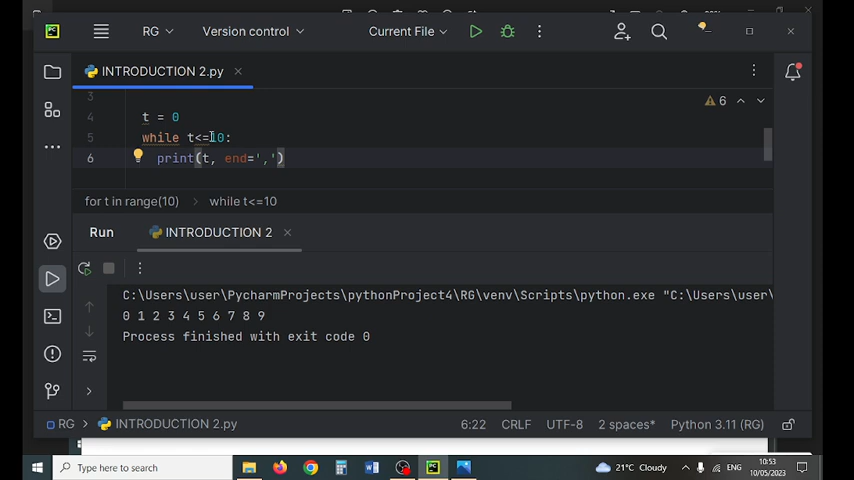 RG
Version control
Current File
INTRODUCTION 2.py
6
3
4 t = 0
5 while t<=10:
6 print(t, end=',')
for t in range(10) > while t<=10
Run
INTRODUCTION 2
C:\Users\user\PycharmProjects\pythonProject4\RG\venv\Scripts\python.exe "C:\Users\user\
0 1 2 3 4 5 6 7 8 9
Process finished with exit code 0
RG > INTRODUCTION 2.py
6:22
CRLF
UTF-8
2 spaces*
Python 3.11 (RG)
Type here to search
21°C Cloudy
ENG
10:53
10/05/2023